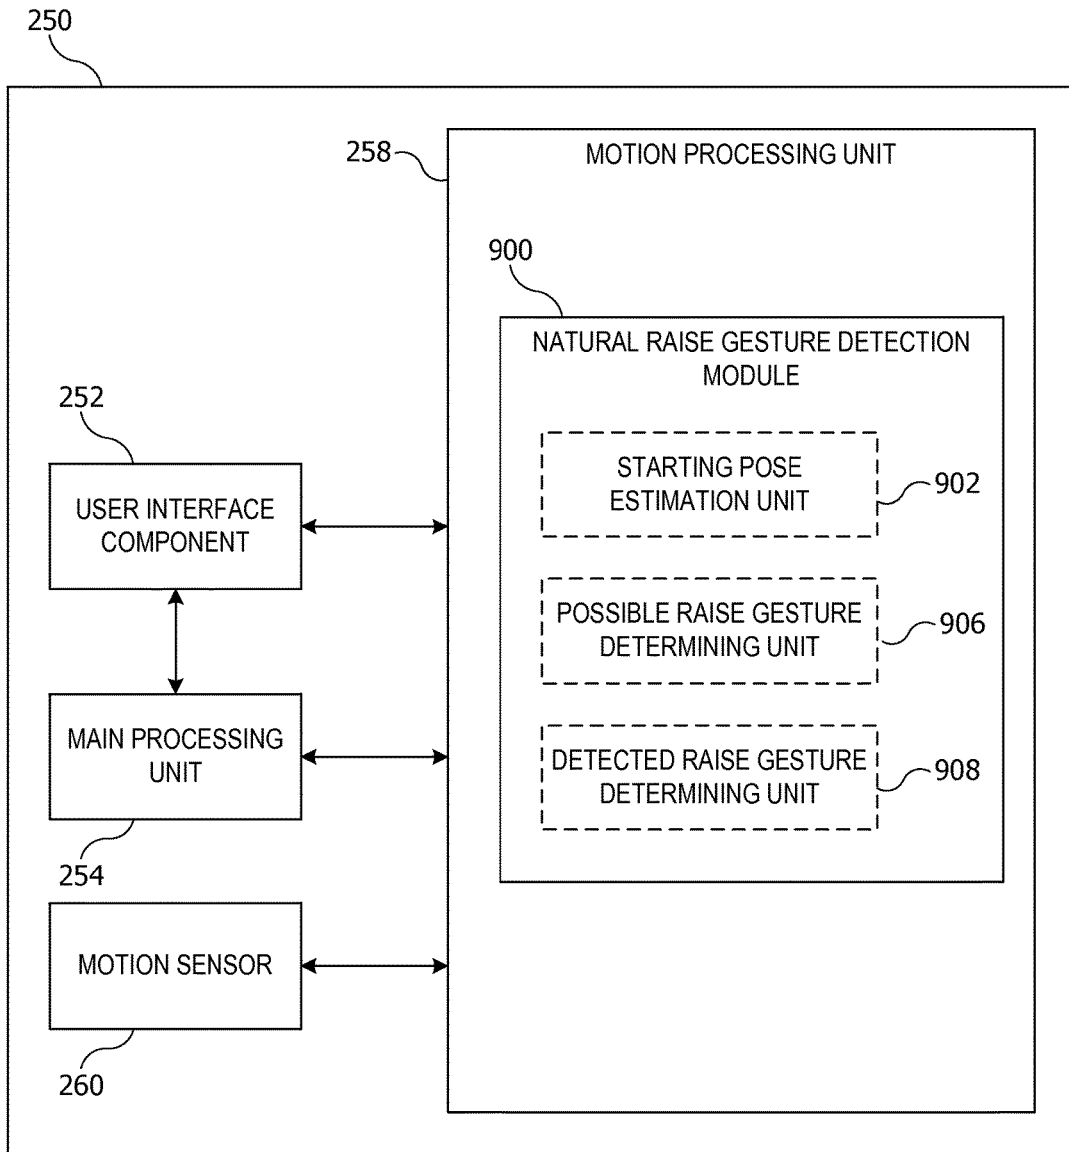 250
258
MOTION PROCESSING UNIT
900
NATURAL RAISE GESTURE DETECTION
MODULE
252
USER INTERFACE
COMPONENT
STARTING POSE
ESTIMATION UNIT
902
POSSIBLE RAISE GESTURE
DETERMINING UNIT
906
MAIN PROCESSING
UNIT
254
DETECTED RAISE GESTURE
DETERMINING UNIT
908
MOTION SENSOR
260